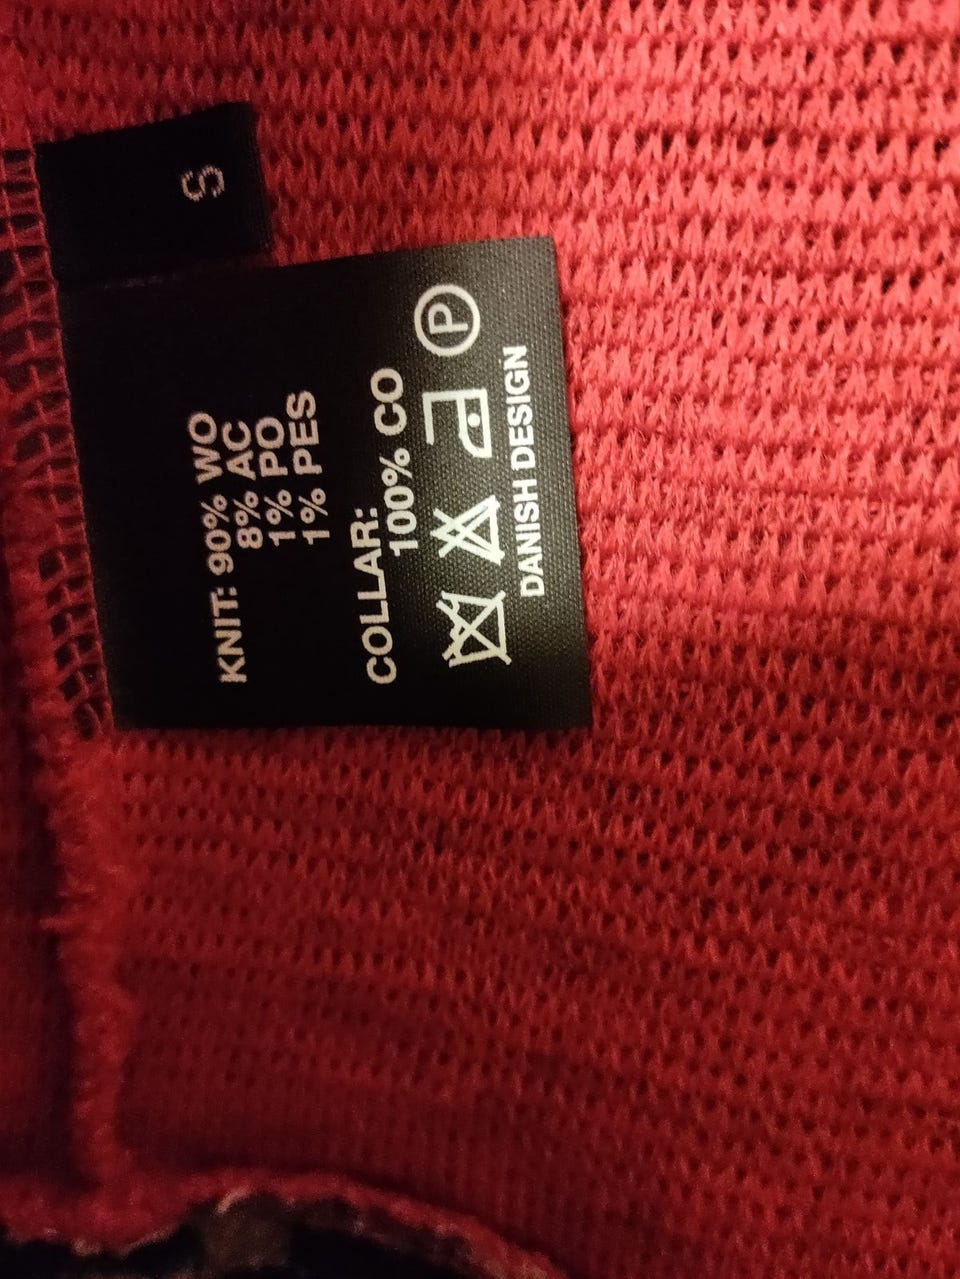 S
KNIT: 90% WO
8% AC
1% PO
1% PES
COLLAR:
100% CO
P
DANISH DESIGN